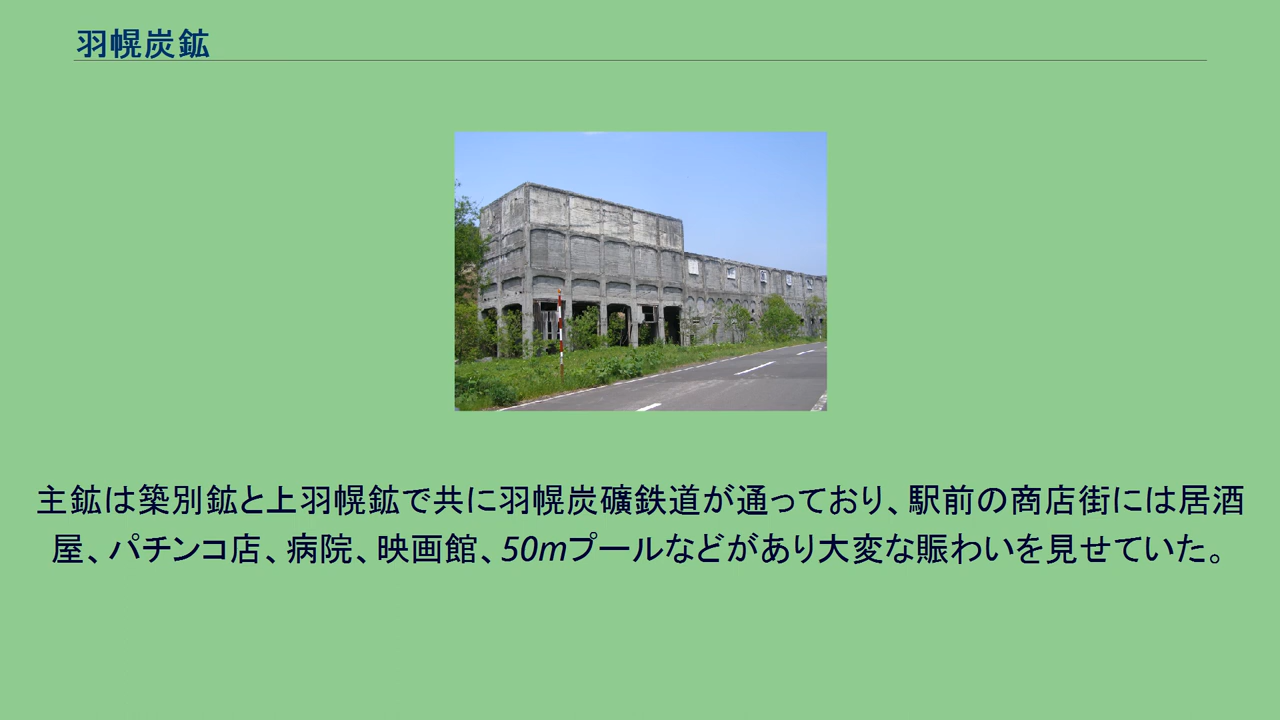 羽幌炭鉱
主鉱は築別鉱と上羽幌鉱で共に羽幌炭礦鉄道が通っており、駅前の商店街には居酒
屋、パチンコ店、病院、映画館、50mプールなどがあり大変な賑わいを見せていた。